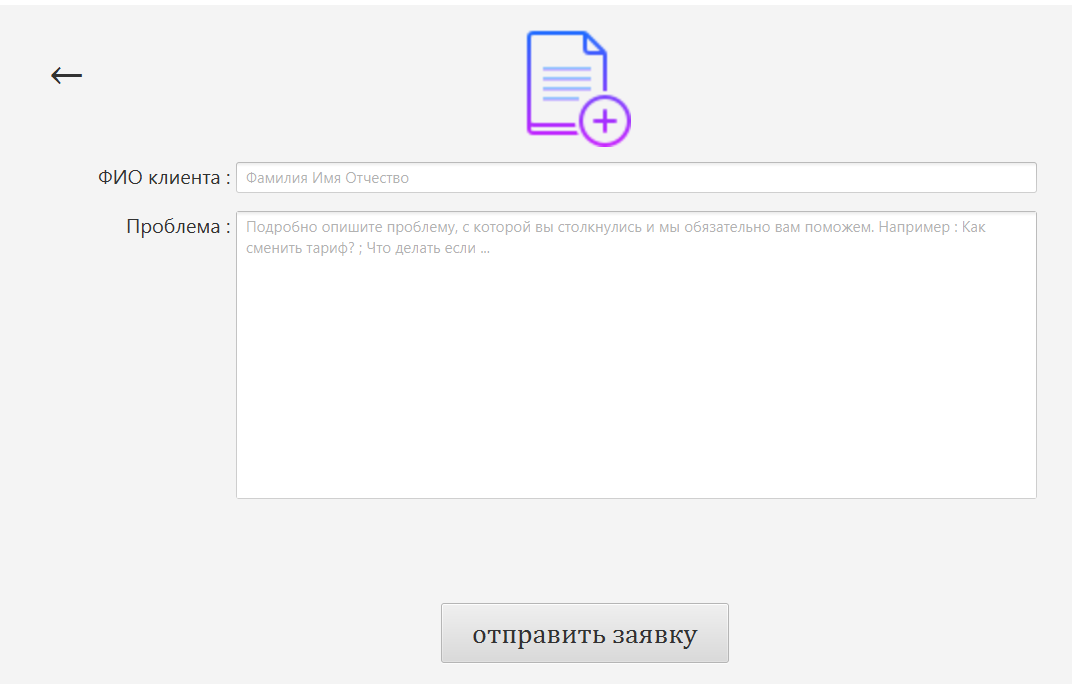 ФИО клиента :
Фамилия Имя Отчество
Проблема :
Подробно опишите проблему, с которой вы столкнулись и мы обязательно вам поможем. Например : Как
сменить тариф? ; Что делать если ...
отправить заявку